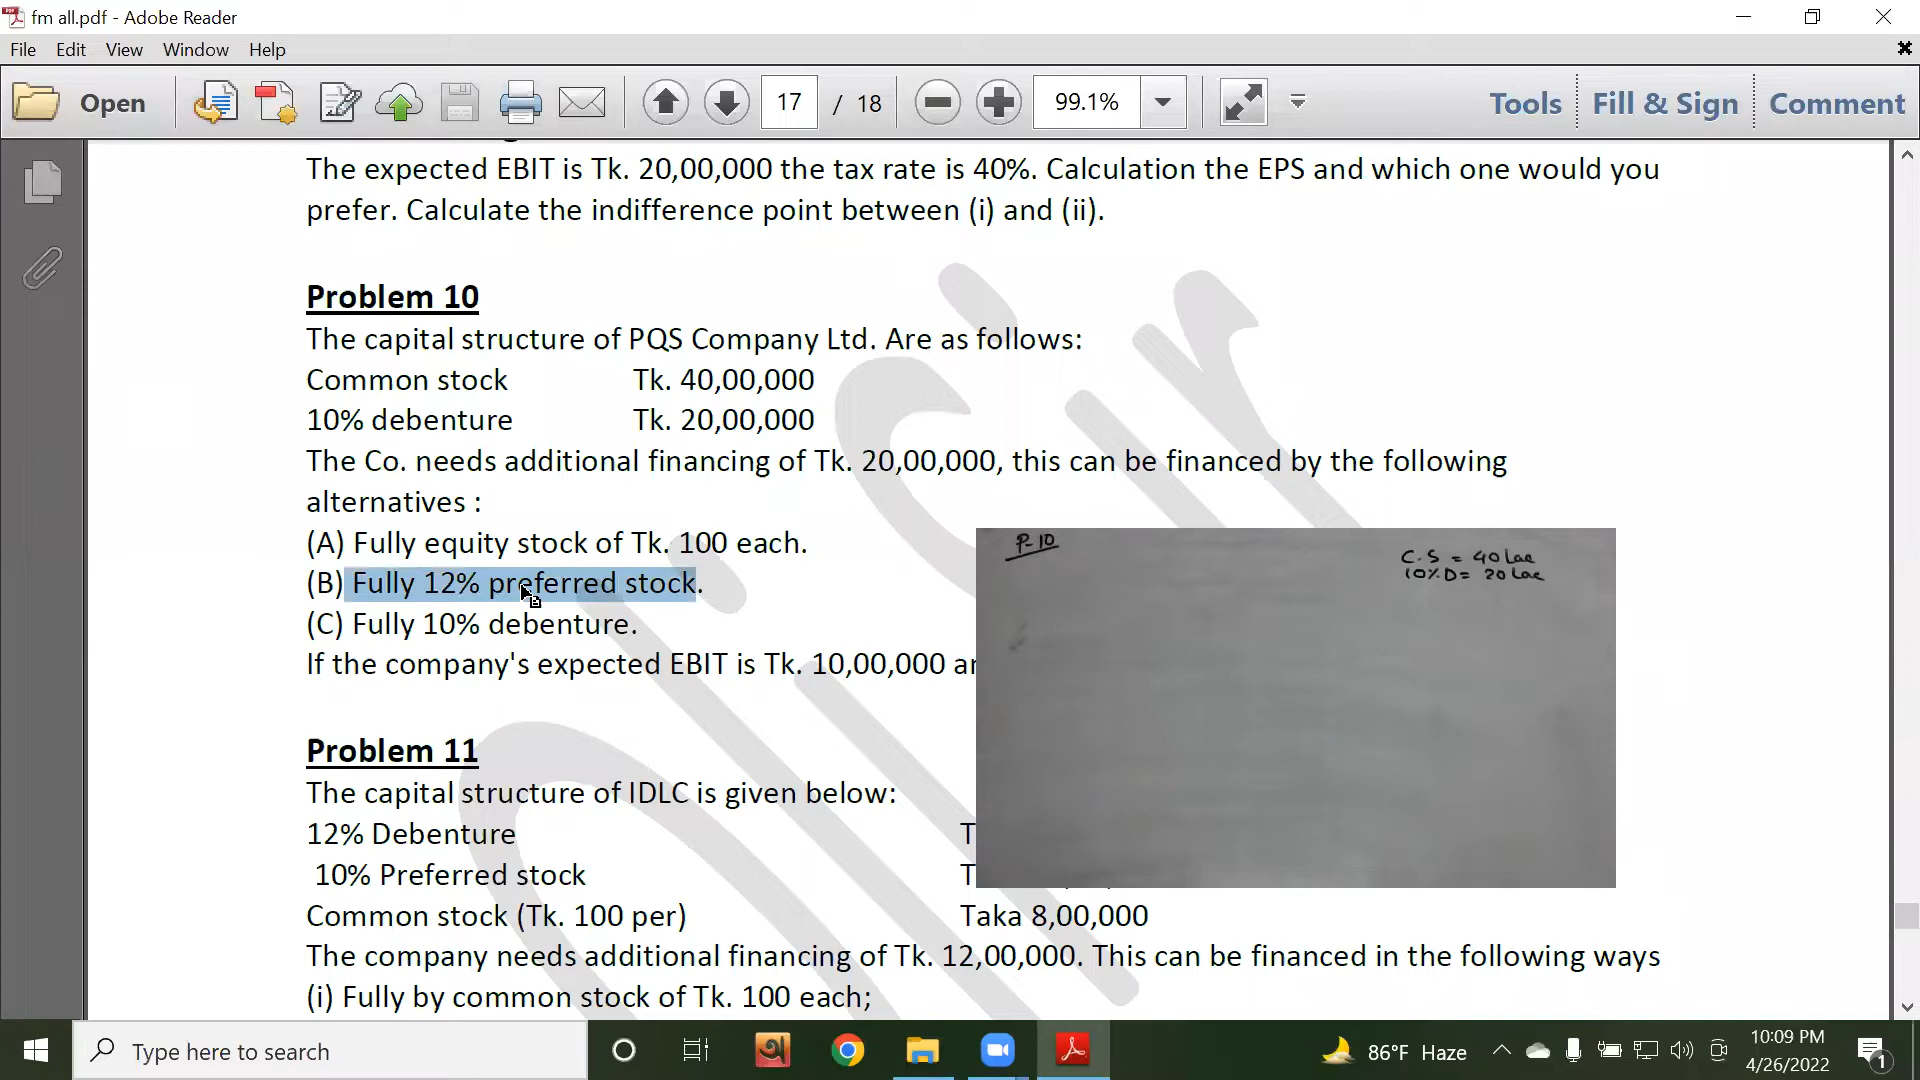 fm all.pdf - Adobe Reader
File Edit View Window Help
Open 17 / 18 99.1% Tools Fill & Sign Comment
The expected EBIT is Tk. 20,00,000 the tax rate is 40%. Calculation the EPS and which one would you
prefer. Calculate the indifference point between (i) and (ii).
Problem 10
The capital structure of PQS Company Ltd. Are as follows:
Common stock Tk. 40,00,000
10% debenture Tk. 20,00,000
The Co. needs additional financing of Tk. 20,00,000, this can be financed by the following
alternatives :
(A) Fully equity stock of Tk. 100 each.
(B) Fully 12% preferred stock.
(C) Fully 10% debenture.
If the company's expected EBIT is Tk. 10,00,000
P-10
C.S = 40 Lac
10% D = 20 Lac
Problem 11
The capital structure of IDLC is given below:
12% Debenture T
10% Preferred stock T
Common stock (Tk. 100 per) Taka 8,00,000
The company needs additional financing of Tk. 12,00,000. This can be financed in the following ways
(i) Fully by common stock of Tk. 100 each;
Type here to search
86°F Haze
10:09 PM
4/26/2022
1